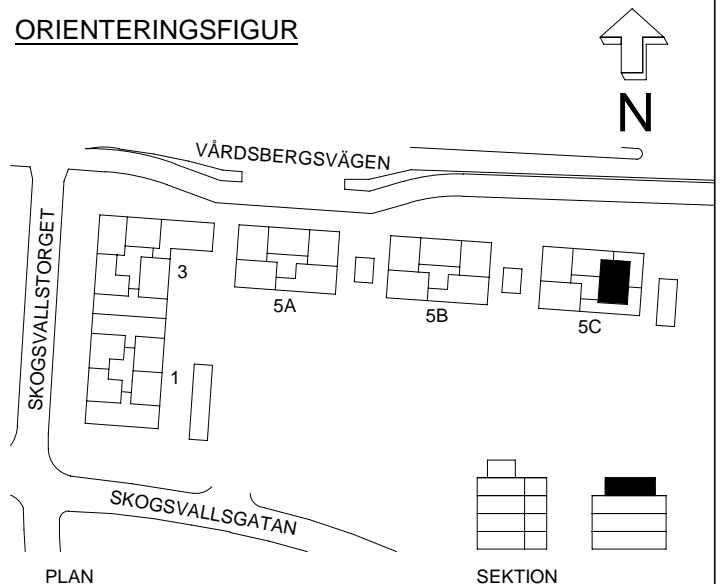 ORIENTERINGSFIGUR
N
VÅRDSBERGSVÄGEN
SKOGSVALLSTORGET
3
5A
5B
5C
1
SKOGSVALLSGATAN
PLAN
SEKTION